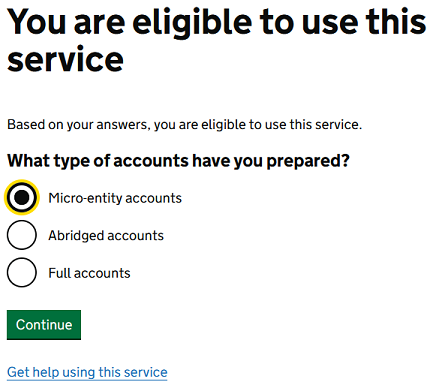 You are eligible to use this
service
Based on your answers, you are eligible to use this service.
What type of accounts have you prepared?
Micro-entity accounts
Abridged accounts
Full accounts
Continue
Get help using this service